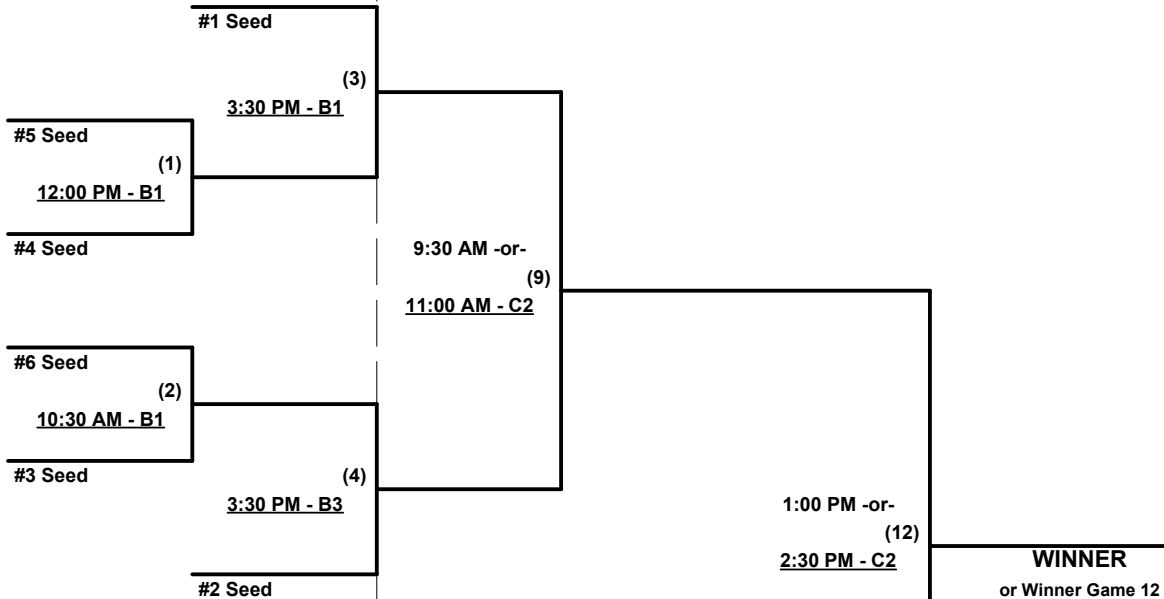 #1 Seed
(3)
3:30 PM - B1
#5 Seed
(1)
12:00 PM - B1
#4 Seed
9:30 AM -or-
(9)
11:00 AM - C2
#6 Seed
(2)
10:30 AM - B1
#3 Seed
(4)
3:30 PM - B3
#2 Seed
1:00 PM -or-
(12)
2:30 PM - C2
WINNER
or Winner Game 12